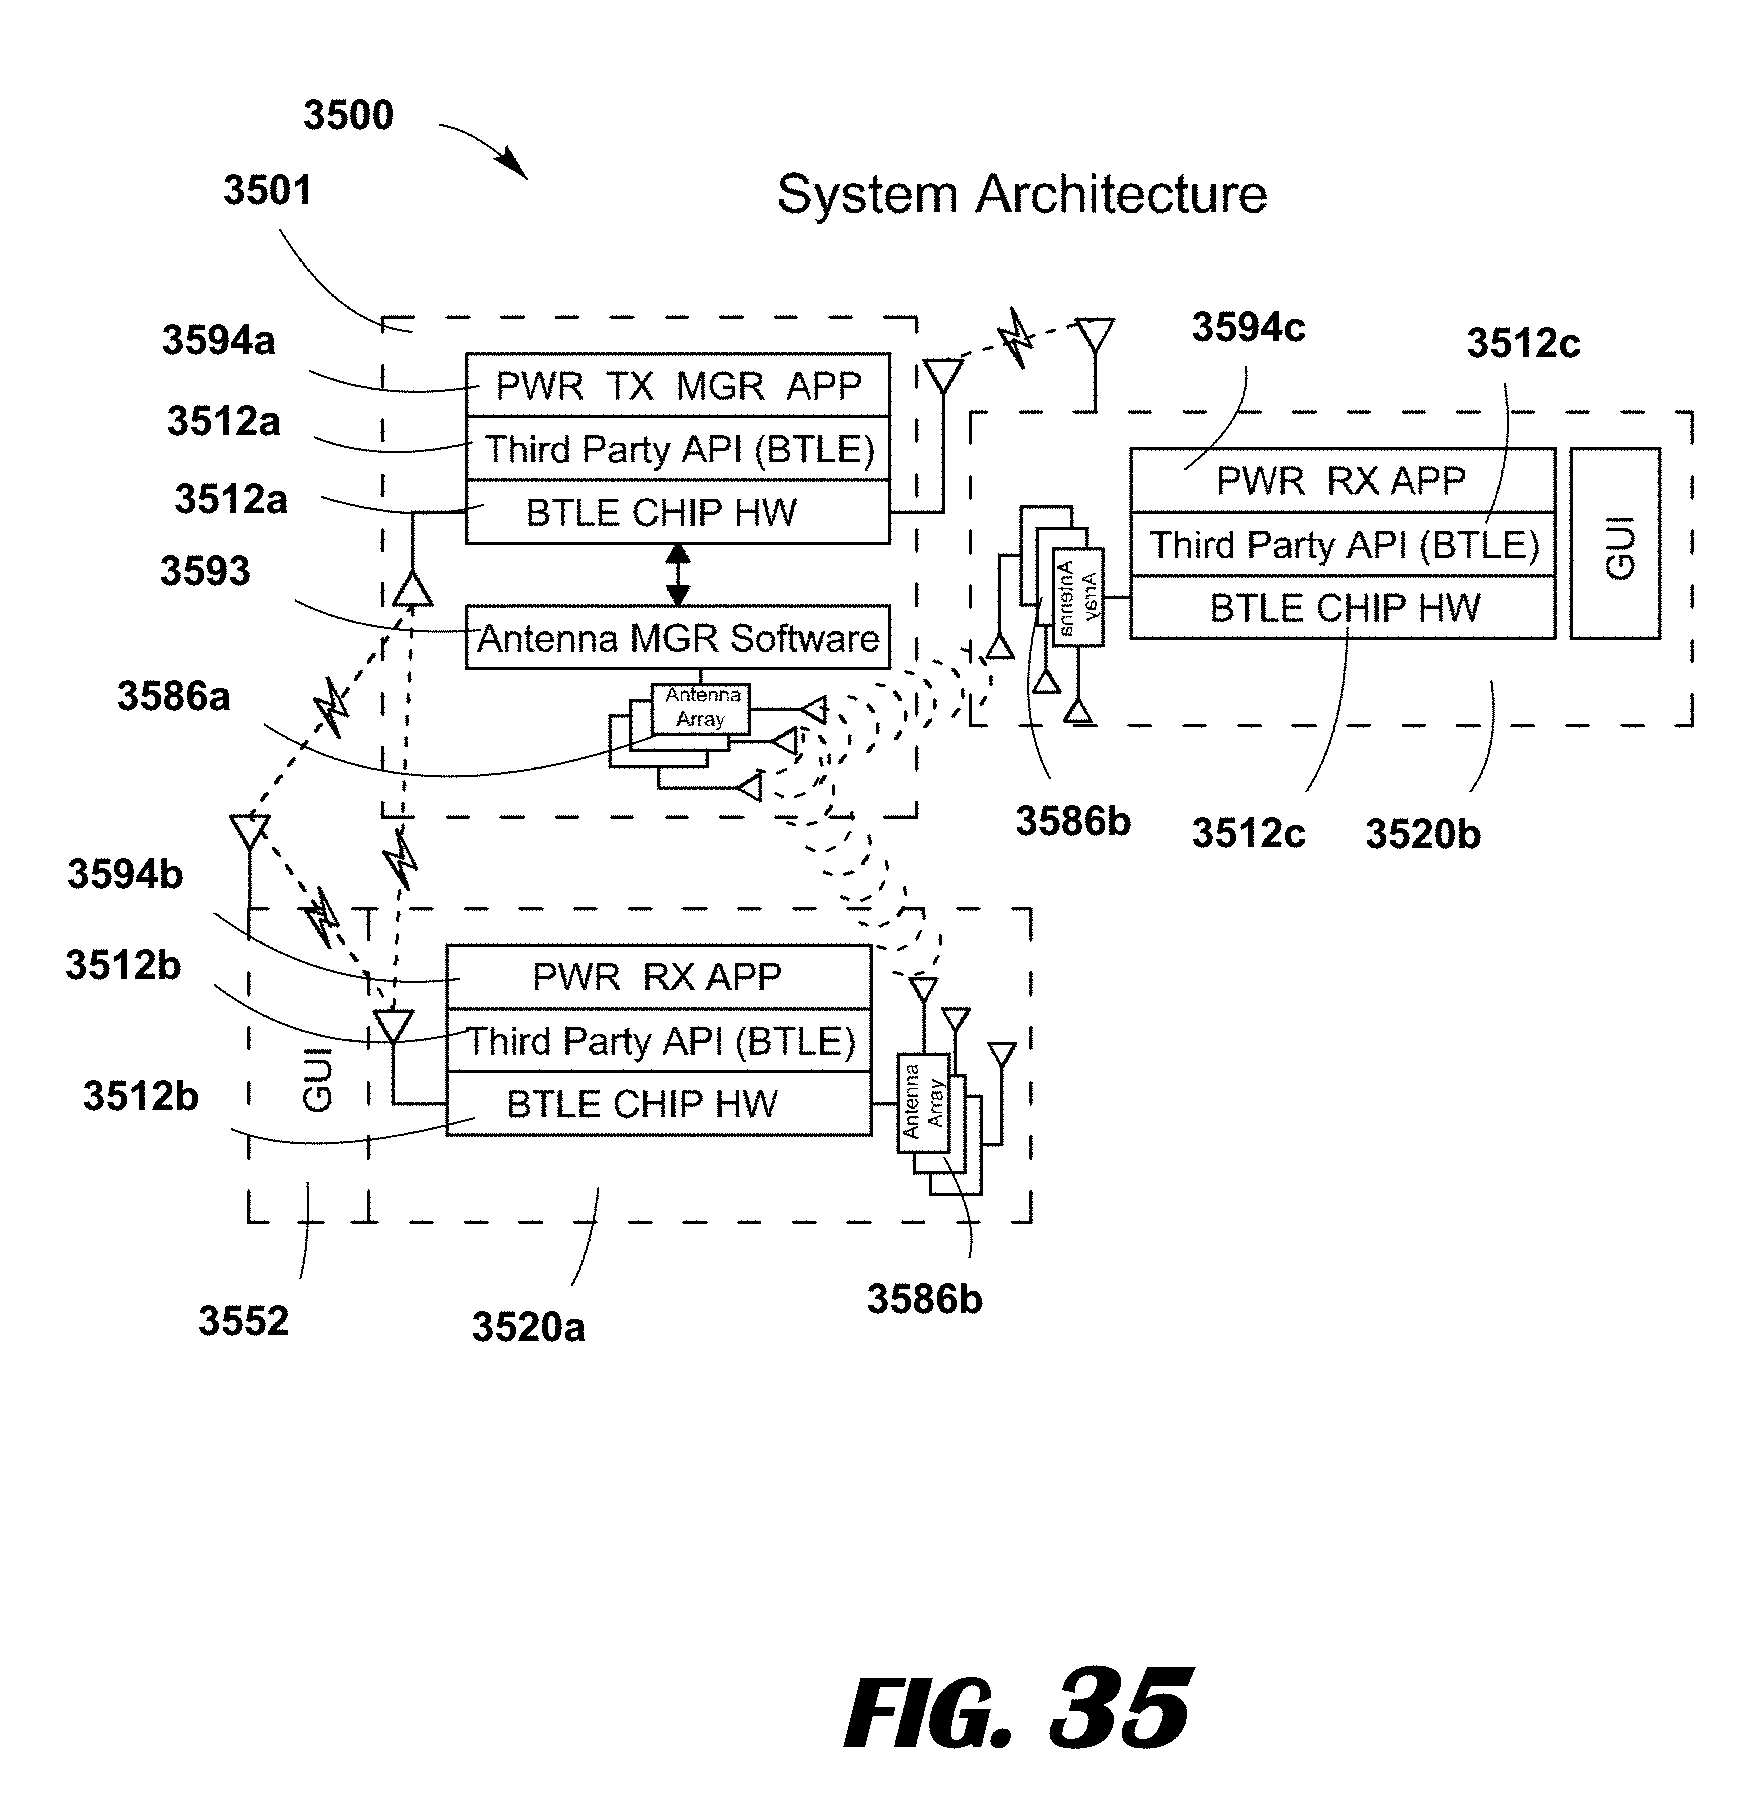 3500
System Architecture
3501
3594a
PWR TX MGR APP
3512a
Third Party API (BTLE)
3512a
BTLE CHIP HW
3593
Antenna MGR Software
3586a
Antenna
Array
3594c
3512c
PWR RX APP
Third Party API (BTLE)
BTLE CHIP HW
GUI
Antenna
Array
3586b
3512c
3520b
3594b
PWR RX APP
3512b
Third Party API (BTLE)
3512b
BTLE CHIP HW
GUI
Antenna
Array
3552
3520a
3586b
FIG. 35